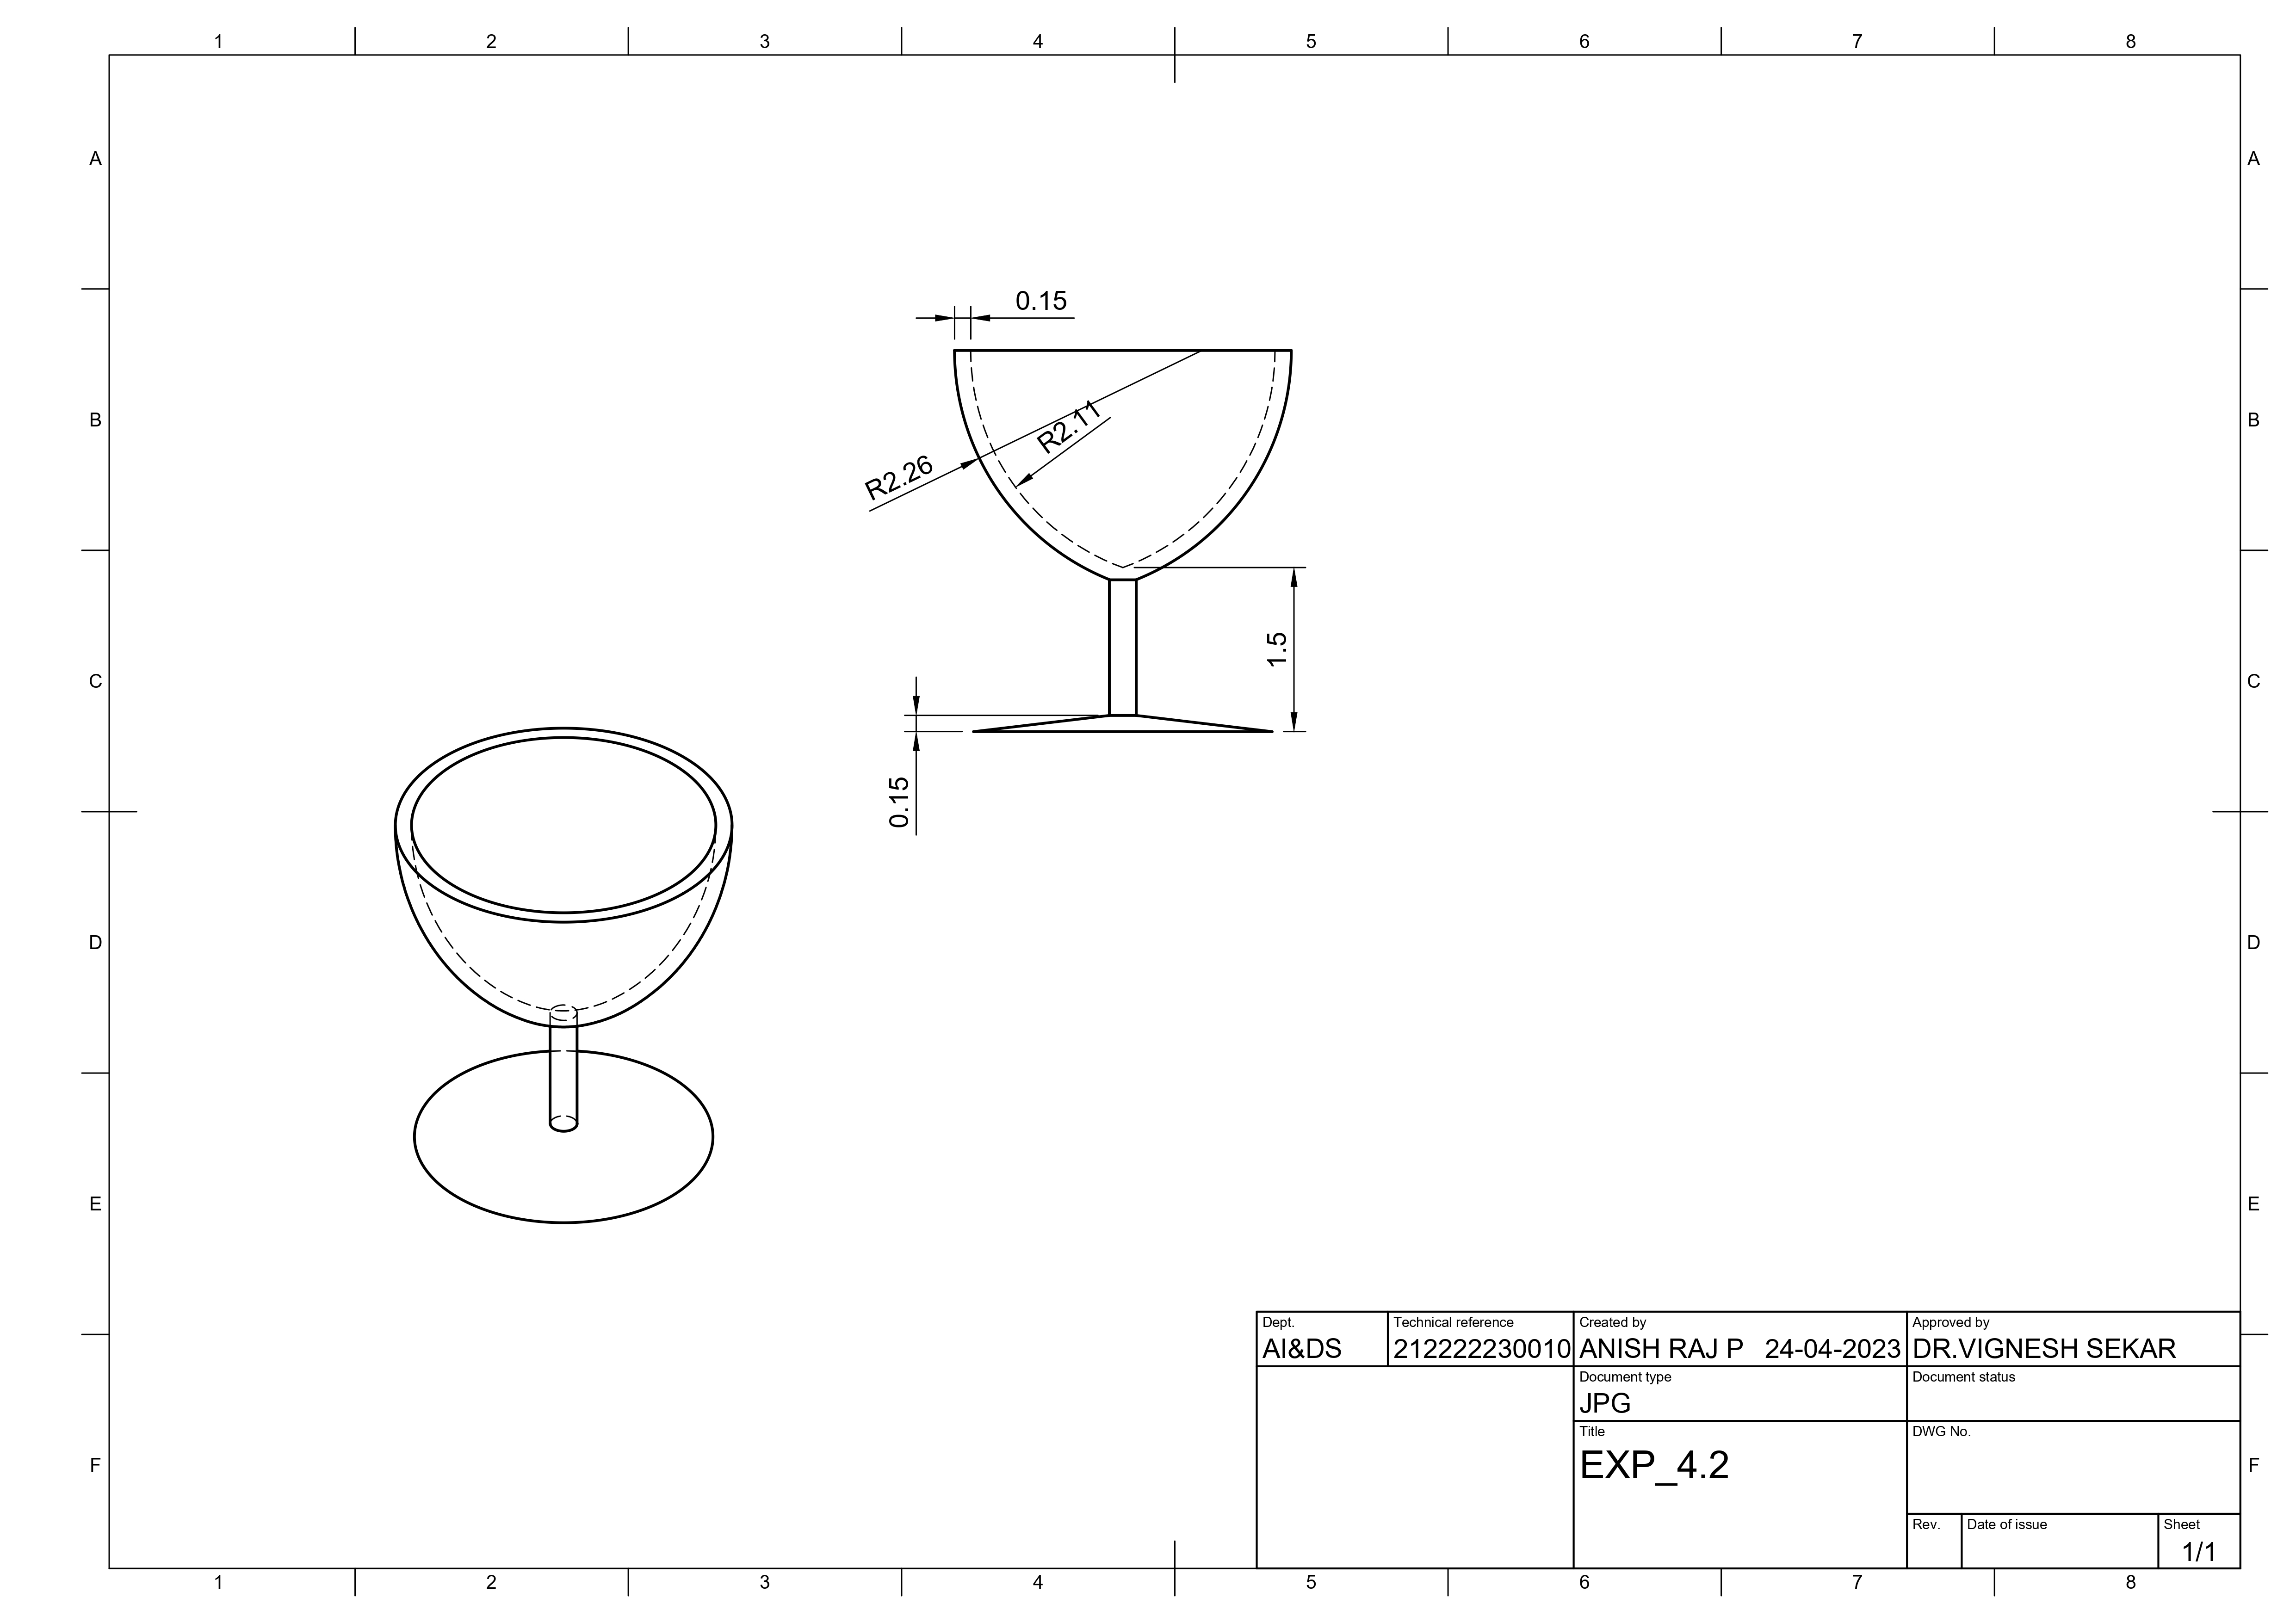 1 2 3 4 5 6 7 8
A A
0.15
B B
R2.11
R2.26
1.5
C C
0.15
D D
E E
Dept. Technical reference Created by Approved by
AI&DS 212222230010 ANISH RAJ P 24-04-2023 DR.VIGNESH SEKAR
Document type Document status
JPG
Title DWG No.
EXP_4.2
F F
Rev. Date of issue Sheet
1/1
1 2 3 4 5 6 7 8